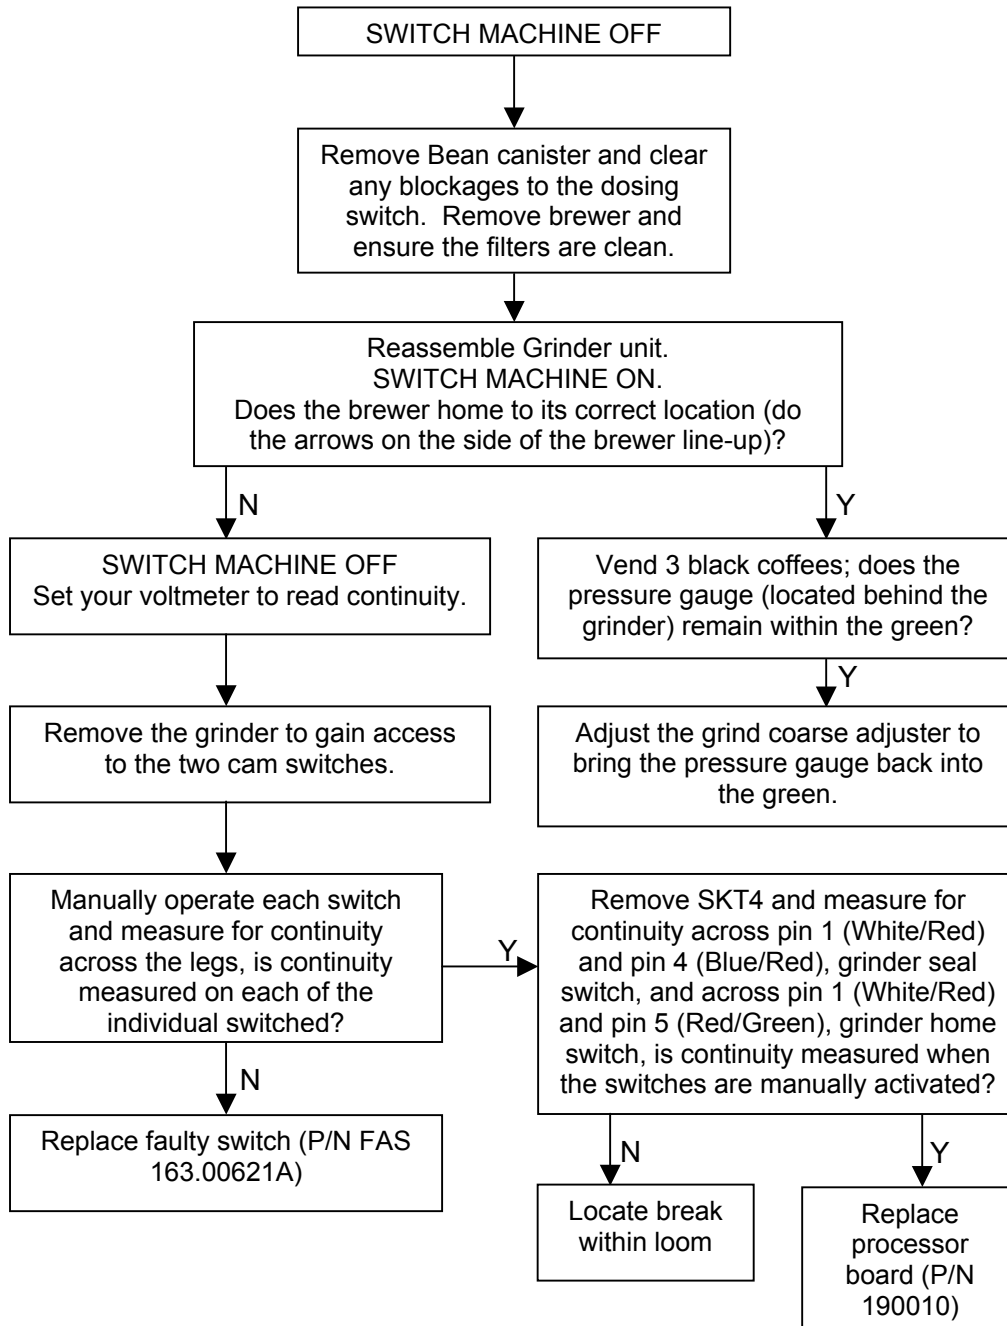 SWITCH MACHINE OFF
Remove Bean canister and clear
any blockages to the dosing
switch.  Remove brewer and
ensure the filters are clean.
Reassemble Grinder unit.
SWITCH MACHINE ON.
Does the brewer home to its correct location (do
the arrows on the side of the brewer line-up)?
N
Y
SWITCH MACHINE OFF
Set your voltmeter to read continuity.
Vend 3 black coffees; does the
pressure gauge (located behind the
grinder) remain within the green?
Y
Remove the grinder to gain access
to the two cam switches.
Adjust the grind coarse adjuster to
bring the pressure gauge back into
the green.
Manually operate each switch
and measure for continuity
across the legs, is continuity
measured on each of the
individual switched?
Y
Remove SKT4 and measure for
continuity across pin 1 (White/Red)
and pin 4 (Blue/Red), grinder seal
switch, and across pin 1 (White/Red)
and pin 5 (Red/Green), grinder home
switch, is continuity measured when
the switches are manually activated?
N
Replace faulty switch (P/N FAS
163.00621A)
N
Y
Locate break
within loom
Replace
processor
board (P/N
190010)